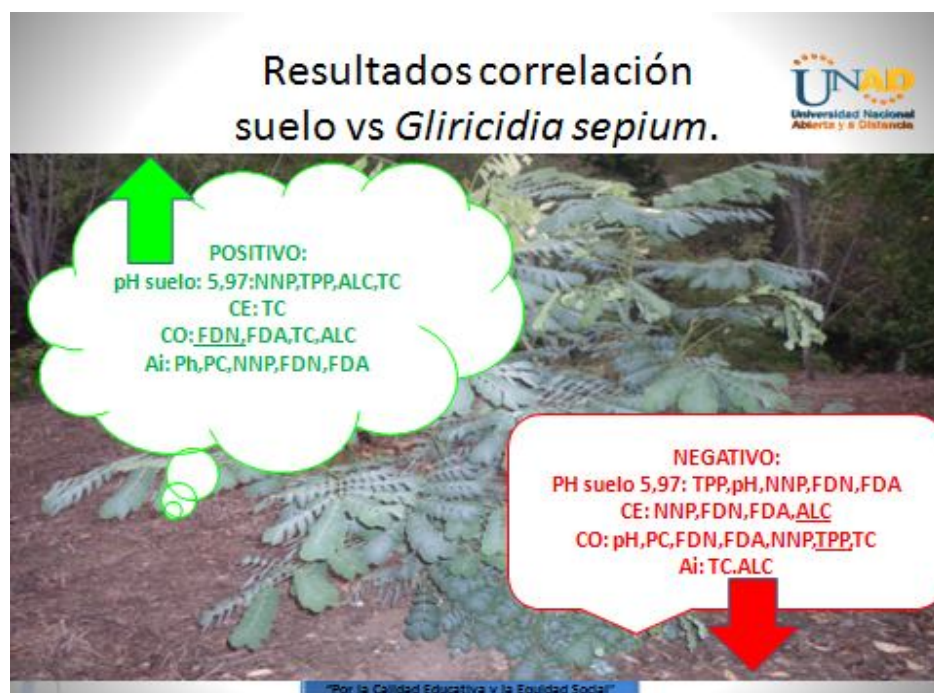 Resultados correlación
suelo vs Gliricidia sepium.
UNAD
Universidad Nacional
Abierta y a Distancia
POSITIVO:
pH suelo: 5,97:NNP,TPP,ALC,TC
CE: TC
CO: FDN,FDA,TC,ALC
Ai: Ph,PC,NNP,FDN,FDA
NEGATIVO:
PH suelo 5,97: TPP,pH,NNP,FDN,FDA
CE: NNP,FDN,FDA,ALC
CO: pH,PC,FDN,FDA,NNP,TPP,TC
Ai: TC.ALC
"Por la Calidad Educativa y la Equidad Social"